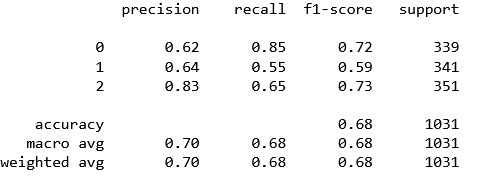 precision recall f1-score support
0 0.62 0.85 0.72 339
1 0.64 0.55 0.59 341
2 0.83 0.65 0.73 351
accuracy 0.68 1031
macro avg 0.70 0.68 0.68 1031
weighted avg 0.70 0.68 0.68 1031